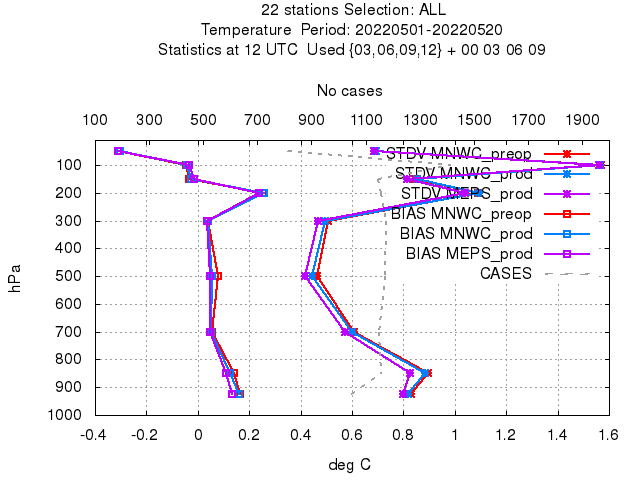 22 stations Selection: ALL
Temperature  Period: 20220501-20220520
Statistics at 12 UTC  Used {03,06,09,12} + 00 03 06 09
No cases
100 300 500 700 900 1100 1300 1500 1700 1900
STDV MNWC_preop
STDV MNWC_prod
STDV MEPS_prod
BIAS MNWC_preop
BIAS MNWC_prod
BIAS MEPS_prod
CASES
hPa
100
200
300
400
500
600
700
800
900
1000
-0.4 -0.2 0 0.2 0.4 0.6 0.8 1 1.2 1.4 1.6
deg C